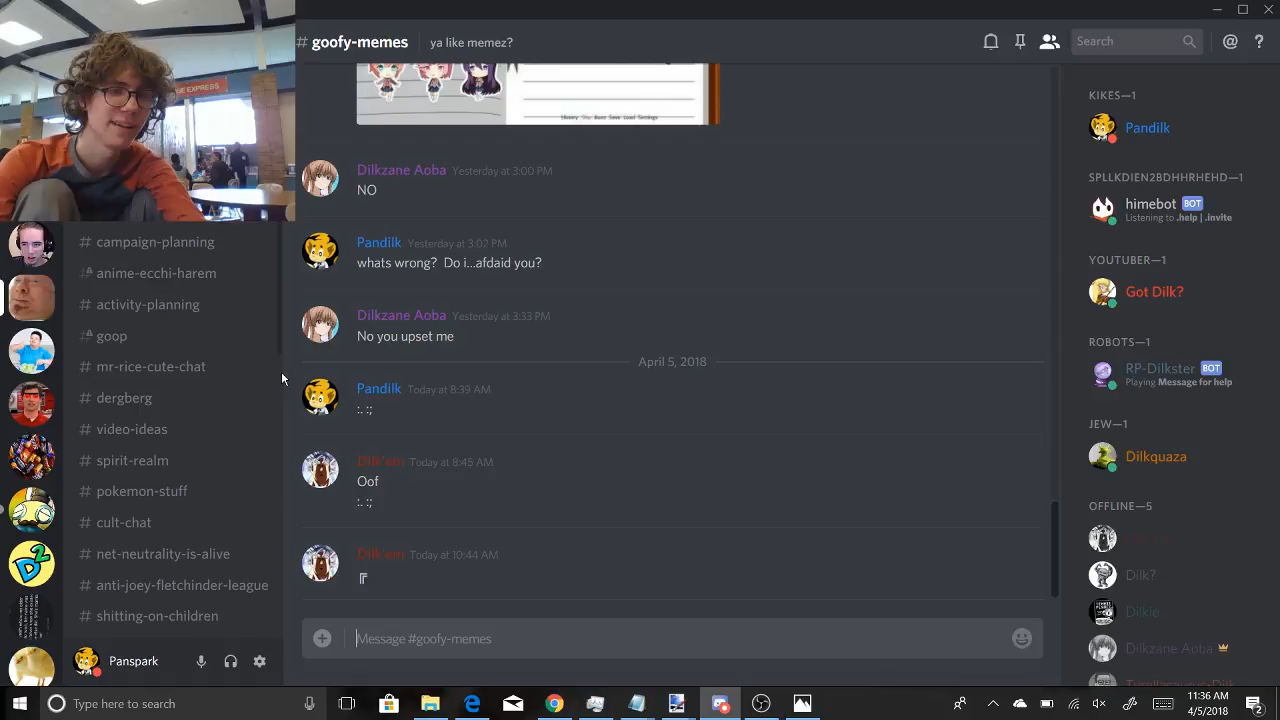 # goofy-memes
ya like memez?
Search
Dilkzane Aoba Yesterday at 3:00 PM
NO
Pandilk Yesterday at 3:02 PM
whats wrong? Do i...afdaid you?
Dilkzane Aoba Yesterday at 3:33 PM
No you upset me
April 5, 2018
Pandilk Today at 8:39 AM
:. :;
Dilk'em Today at 8:45 AM
Oof
:. :;
Dilk'em Today at 10:44 AM
Message #goofy-memes
# campaign-planning
# anime-ecchi-harem
# activity-planning
# goop
# mr-rice-cute-chat
# dergberg
# video-ideas
# spirit-realm
# pokemon-stuff
# cult-chat
# net-neutrality-is-alive
# anti-joey-fletchinder-league
# shitting-on-children
Panspark
KIKES—1
Pandilk
SPLLKDIEN2BDHHRHEHD—1
himebot BOT
Listening to .help | .invite
YOUTUBER—1
Got Dilk?
ROBOTS—1
RP-Dilkster BOT
Playing Message for help
JEW—1
Dilkquaza
OFFLINE—5
Dilk?
Dilkie
Dilkzane Aoba
EXPRESS
D2
Type here to search
11:36 AM
4/5/2018
2